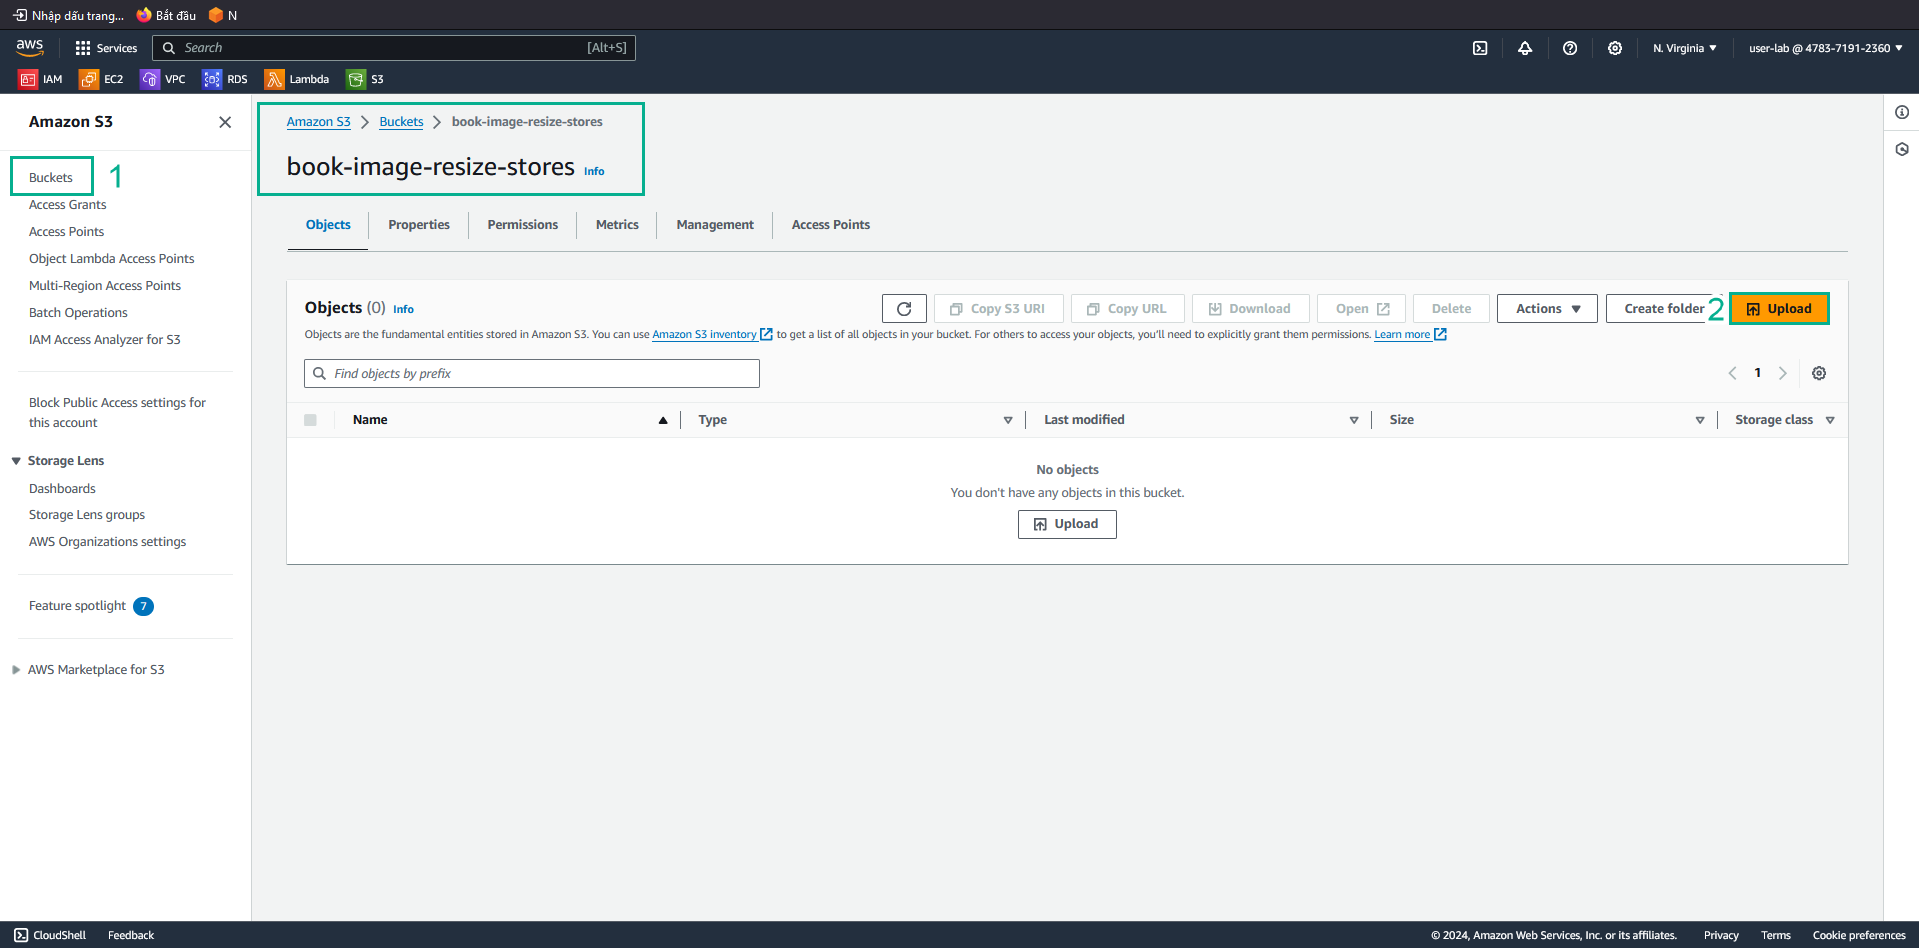 Nhập dấu trang... Bắt đầu N
aws Services Search [Alt+S] N. Virginia user-lab @ 4783-7191-2360
IAM EC2 VPC RDS Lambda S3
Amazon S3
Buckets 1
Access Grants
Access Points
Object Lambda Access Points
Multi-Region Access Points
Batch Operations
IAM Access Analyzer for S3
Block Public Access settings for
this account
Storage Lens
Dashboards
Storage Lens groups
AWS Organizations settings
Feature spotlight 7
AWS Marketplace for S3
Amazon S3 Buckets book-image-resize-stores
book-image-resize-stores Info
Objects Properties Permissions Metrics Management Access Points
Objects (0) Info Copy S3 URI Copy URL Download Open Delete Actions Create folder 2 Upload
Objects are the fundamental entities stored in Amazon S3. You can use Amazon S3 inventory to get a list of all objects in your bucket. For others to access your objects, you'll need to explicitly grant them permissions. Learn more
Find objects by prefix 1
Name Type Last modified Size Storage class
No objects
You don't have any objects in this bucket.
Upload
CloudShell Feedback © 2024, Amazon Web Services, Inc. or its affiliates. Privacy Terms Cookie preferences